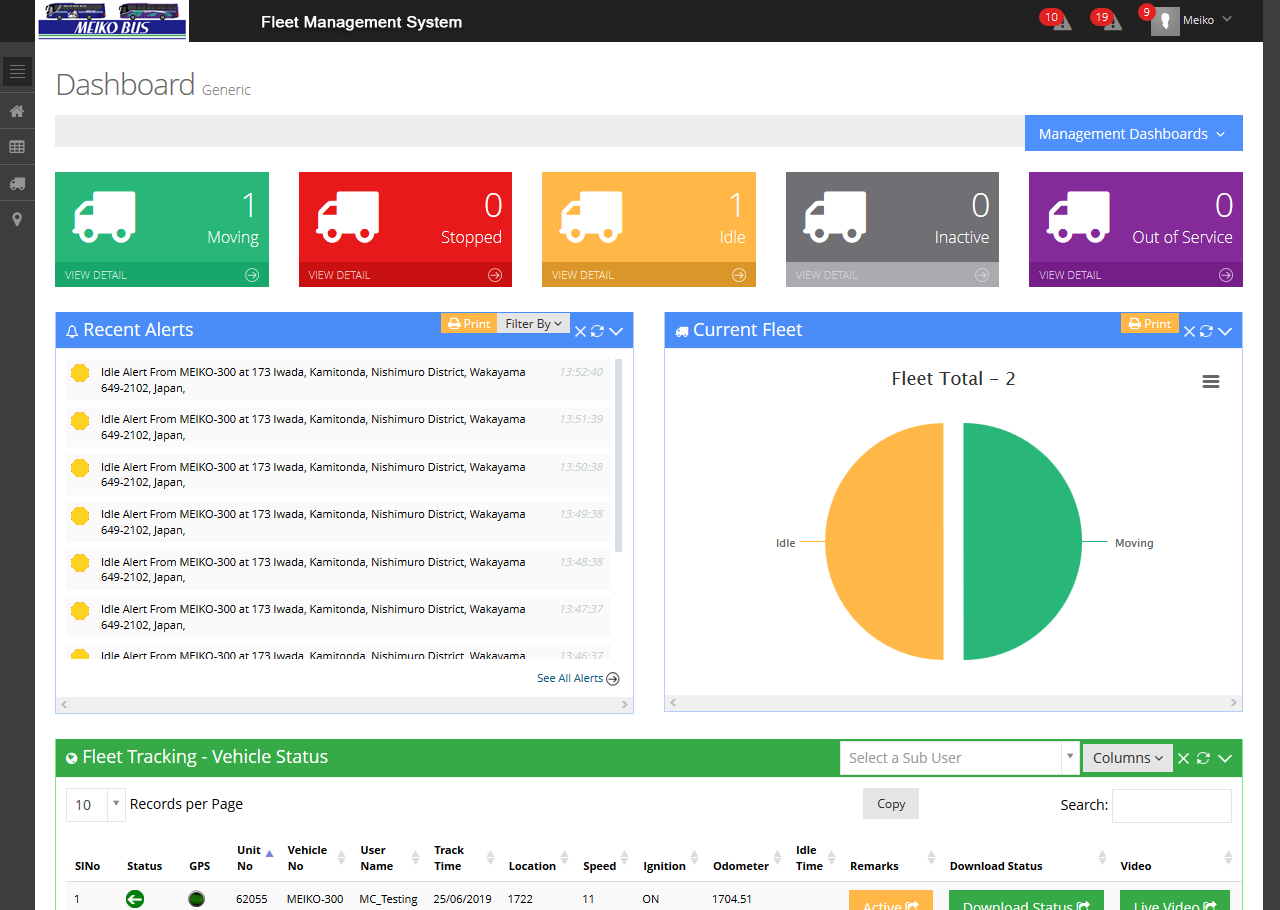 MEIKO BUS
Fleet Management System
10
19
9
Meiko
Dashboard Generic
Management Dashboards
1
Moving
VIEW DETAIL
0
Stopped
VIEW DETAIL
1
Idle
VIEW DETAIL
0
Inactive
VIEW DETAIL
0
Out of Service
VIEW DETAIL
Recent Alerts
Print
Filter By
Idle Alert From MEIKO-300 at 173 Iwada, Kamitonda, Nishimuro District, Wakayama 13:52:40
649-2102, Japan,
Idle Alert From MEIKO-300 at 173 Iwada, Kamitonda, Nishimuro District, Wakayama 13:51:39
649-2102, Japan,
Idle Alert From MEIKO-300 at 173 Iwada, Kamitonda, Nishimuro District, Wakayama 13:50:38
649-2102, Japan,
Idle Alert From MEIKO-300 at 173 Iwada, Kamitonda, Nishimuro District, Wakayama 13:49:38
649-2102, Japan,
Idle Alert From MEIKO-300 at 173 Iwada, Kamitonda, Nishimuro District, Wakayama 13:48:38
649-2102, Japan,
Idle Alert From MEIKO-300 at 173 Iwada, Kamitonda, Nishimuro District, Wakayama 13:47:37
649-2102, Japan,
Idle Alert From MEIKO-300 at 173 Iwada, Kamitonda, Nishimuro District, Wakayama 13:46:37
See All Alerts
Current Fleet
Print
Fleet Total - 2
Idle
Moving
Fleet Tracking - Vehicle Status
Select a Sub User
Columns
10 Records per Page
Copy
Search:
SlNo Status GPS Unit No Vehicle No User Name Track Time Location Speed Ignition Odometer Idle Time Remarks Download Status Video
1 62055 MEIKO-300 MC_Testing 25/06/2019 1722 11 ON 1704.51 Active Download Status Live Video